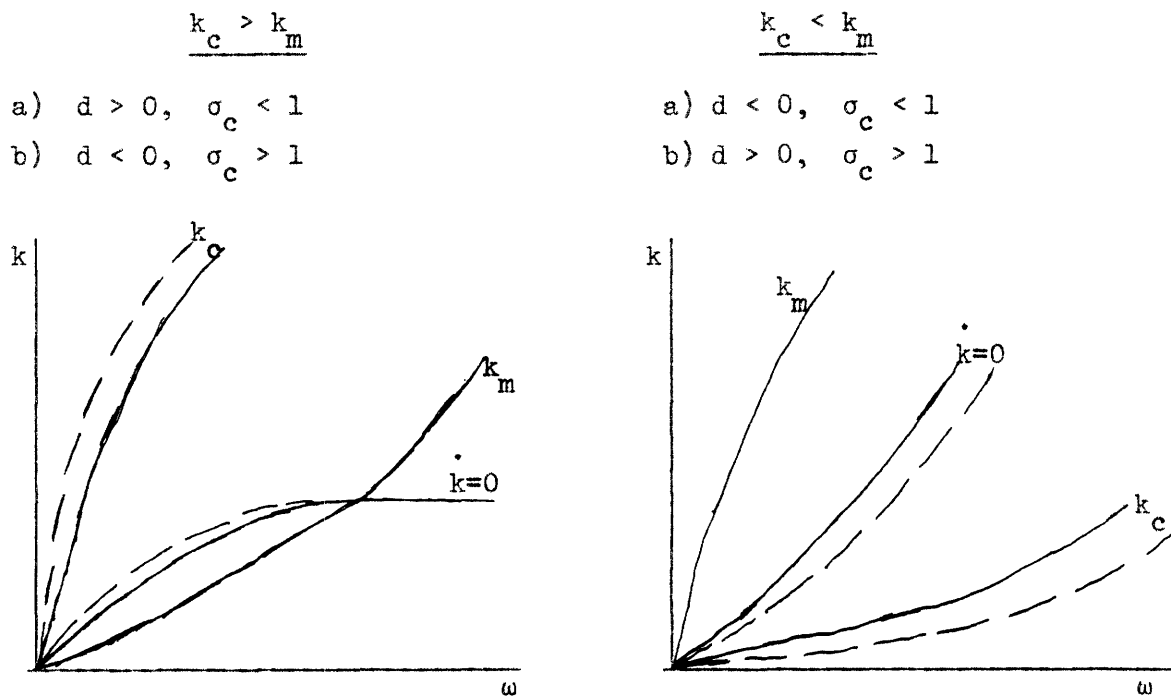 k_c > k_m
a) d > 0, σ_c < 1
b) d < 0, σ_c > 1
k
k_c
k_m
k̇=0
ω
k_c < k_m
a) d < 0, σ_c < 1
b) d > 0, σ_c > 1
k
k_m
k̇=0
k_c
ω